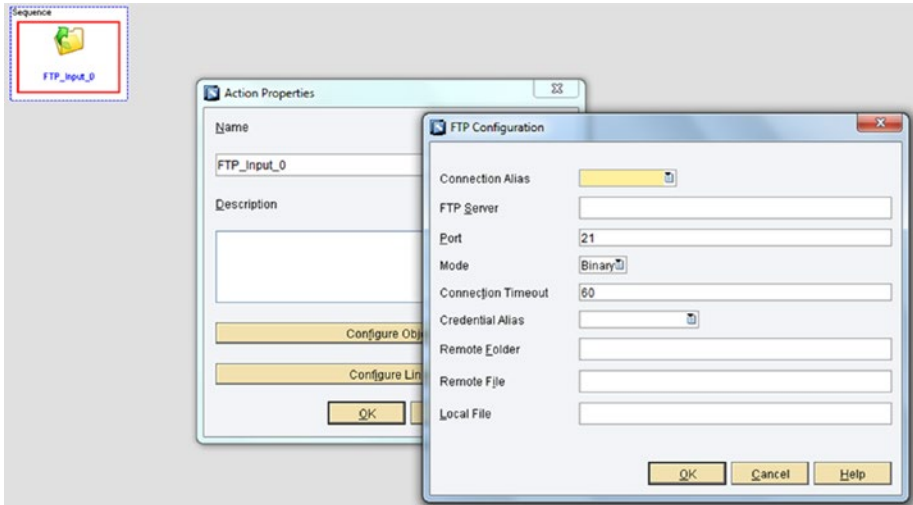 Sequence
FTP_Input_0
Action Properties
Name
FTP_Input_0
Description
Configure Obj
Configure Lin
OK
FTP Configuration
Connection Alias
FTP Server
Port 21
Mode Binary
Connection Timeout 60
Credential Alias
Remote Folder
Remote File
Local File
OK Cancel Help